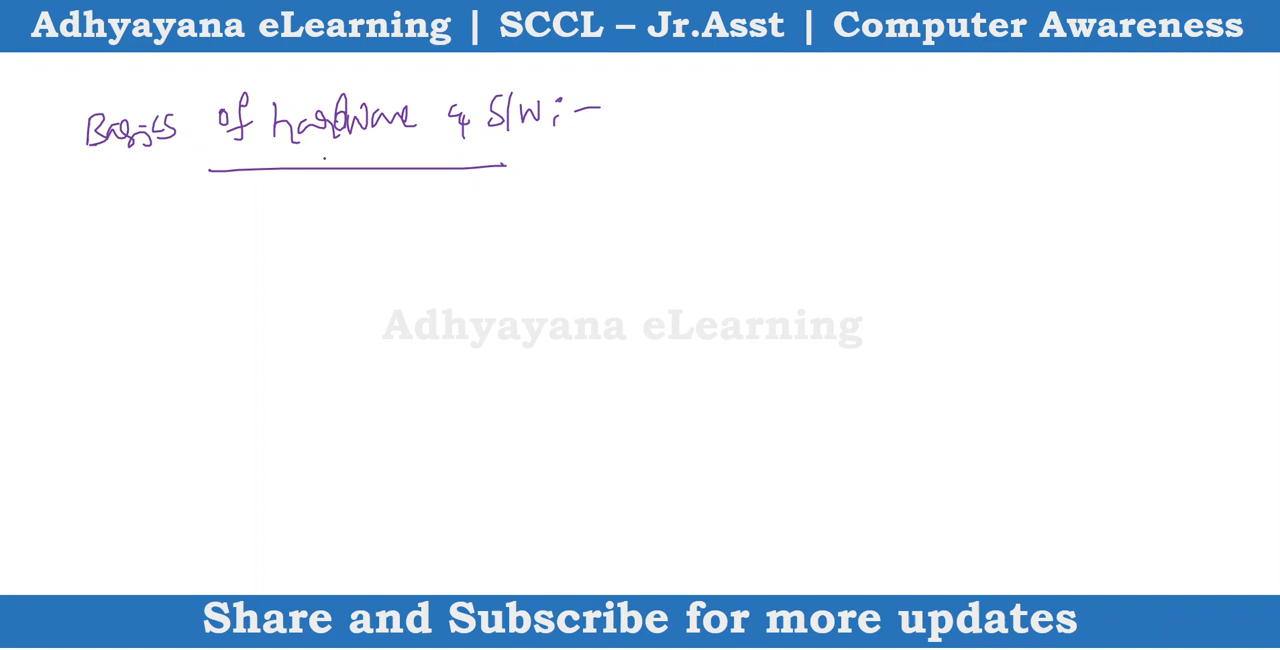 Adhyayana eLearning | SCCL – Jr.Asst | Computer Awareness
Basics of hardware & S/W :-
Adhyayana eLearning
Share and Subscribe for more updates